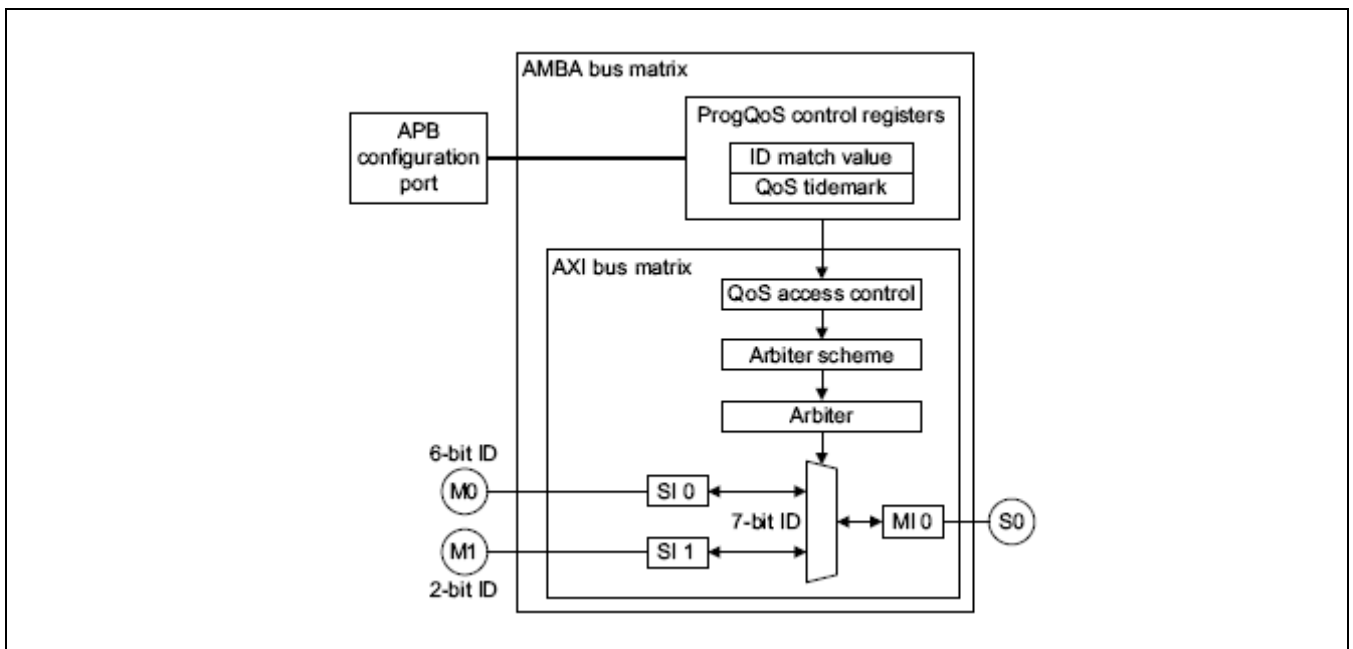 AMBA bus matrix
ProgQoS control registers
APB
configuration
port
ID match value
QoS tidemark
AXI bus matrix
QoS access control
Arbiter scheme
Arbiter
6-bit ID
M0
SI 0
7-bit ID
MI 0
S0
M1
SI 1
2-bit ID